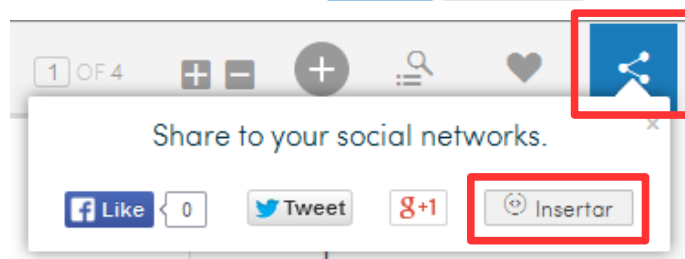 1 OF 4
Share to your social networks.
×
Like 0 Tweet g+1 Insertar